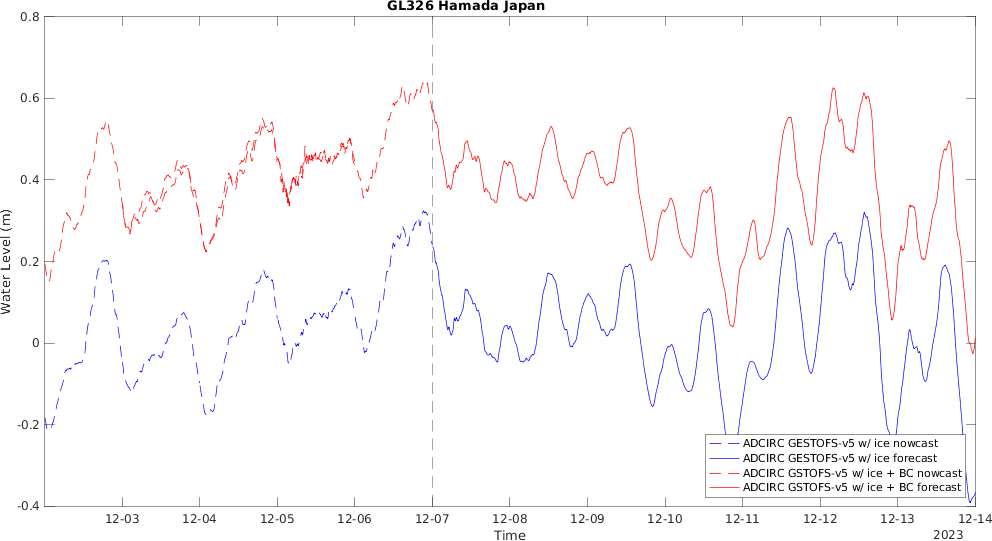 GL326 Hamada Japan
0.8
0.6
0.4
0.2
0
-0.2
-0.4
Water Level (m)
ADCIRC GESTOFS-v5 w/ ice nowcast
ADCIRC GESTOFS-v5 w/ ice forecast
ADCIRC GSTOFS-v5 w/ ice + BC nowcast
ADCIRC GSTOFS-v5 w/ ice + BC forecast
12-03 12-04 12-05 12-06 12-07 12-08 12-09 12-10 12-11 12-12 12-13 12-14
Time
2023